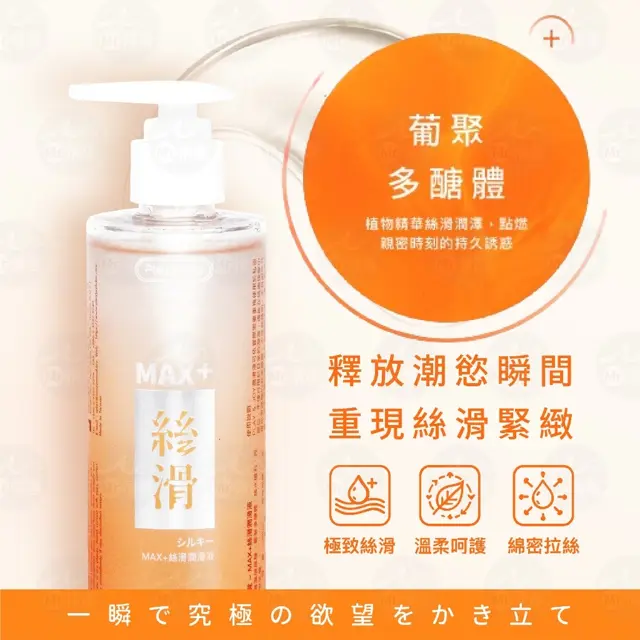 葡聚
多醣體
植物精華絲滑潤澤，點燃
親密時刻的持久誘惑
MAX+
絲滑
シルキー
MAX+絲滑潤滑液
釋放潮慾瞬間
重現絲滑緊緻
極致絲滑
溫柔呵護
綿密拉絲
一瞬で究極の欲望をかき立て